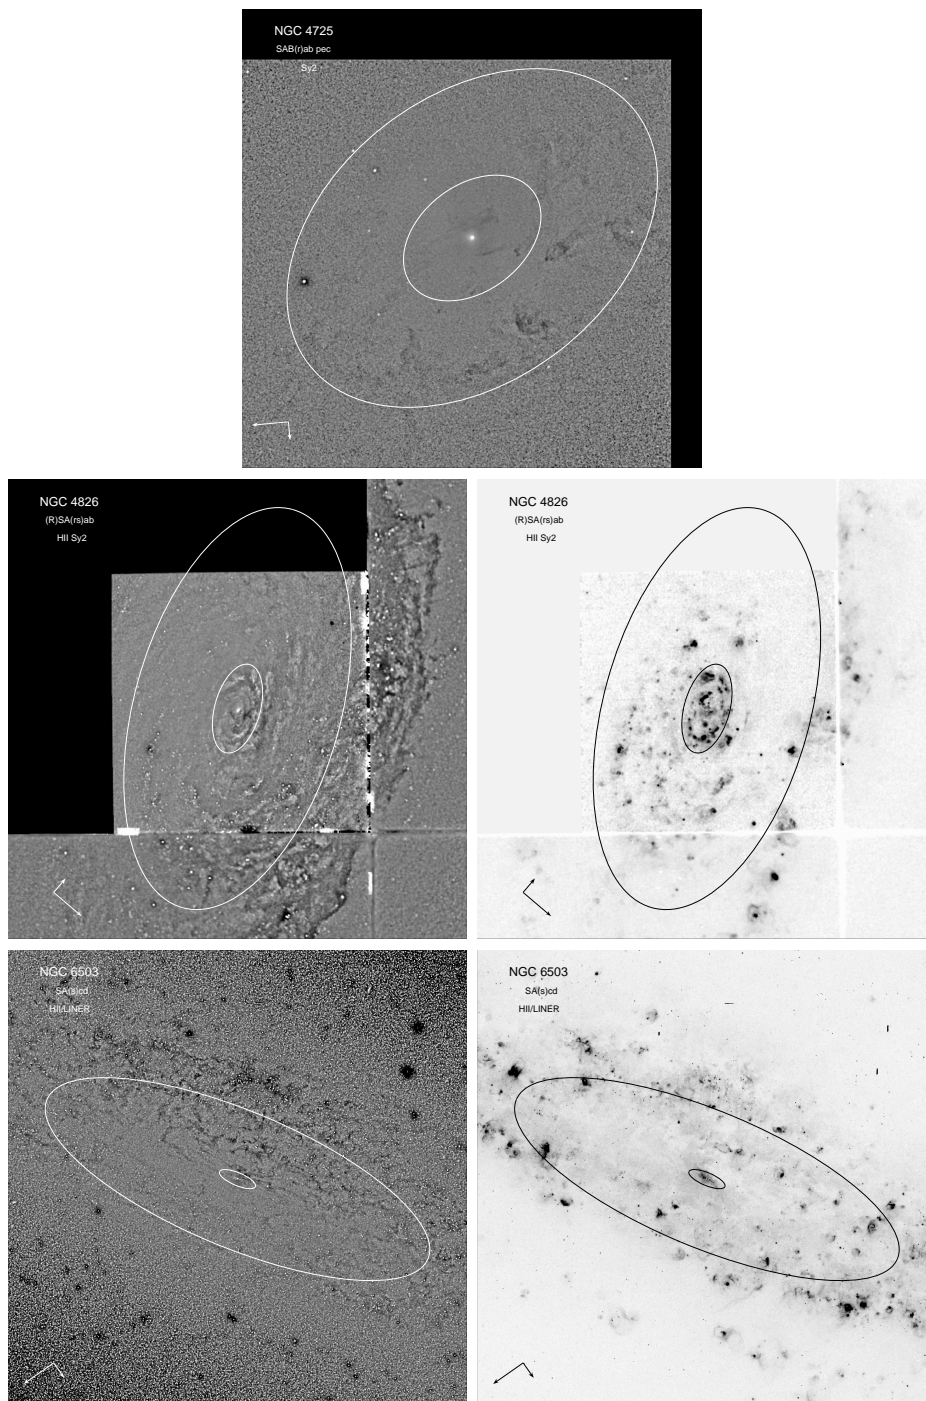 NGC 4725
SAB(r)ab pec
Sy2
NGC 4826
(R)SA(rs)ab
HII Sy2
NGC 4826
(R)SA(rs)ab
HII Sy2
NGC 6503
SA(s)cd
HII/LINER
NGC 6503
SA(s)cd
HII/LINER